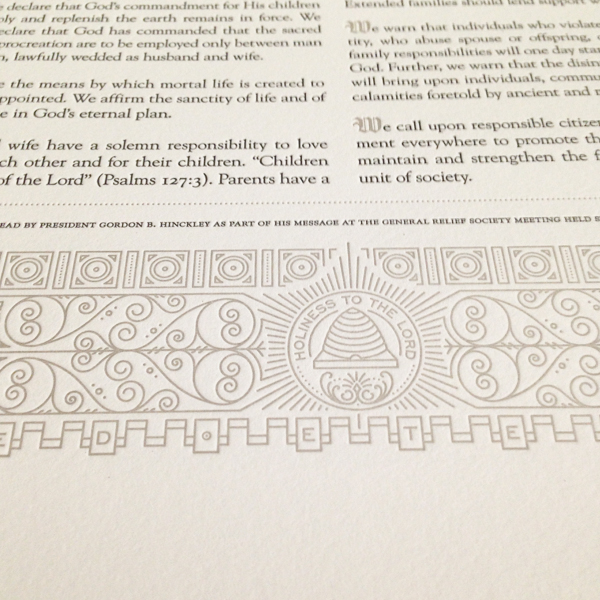 declare that God's commandment for His children
ply and replenish the earth remains in force. We
eclare that God has commanded that the sacred
procreation are to be employed only between man
n, lawfully wedded as husband and wife.
e the means by which mortal life is created to
ppointed. We affirm the sanctity of life and of
e in God's eternal plan.
wife have a solemn responsibility to love
ch other and for their children. “Children
of the Lord” (Psalms 127:3). Parents have a
Extended families should lend support w
We warn that individuals who violate
tity, who abuse spouse or offspring, o
family responsibilities will one day stan
God. Further, we warn that the disin
will bring upon individuals, commu
calamities foretold by ancient and m
We call upon responsible citizen
ment everywhere to promote th
maintain and strengthen the f
unit of society.
EAD BY PRESIDENT GORDON B. HINCKLEY AS PART OF HIS MESSAGE AT THE GENERAL RELIEF SOCIETY MEETING HELD S
HOLINESS TO THE LORD
E D O E T E